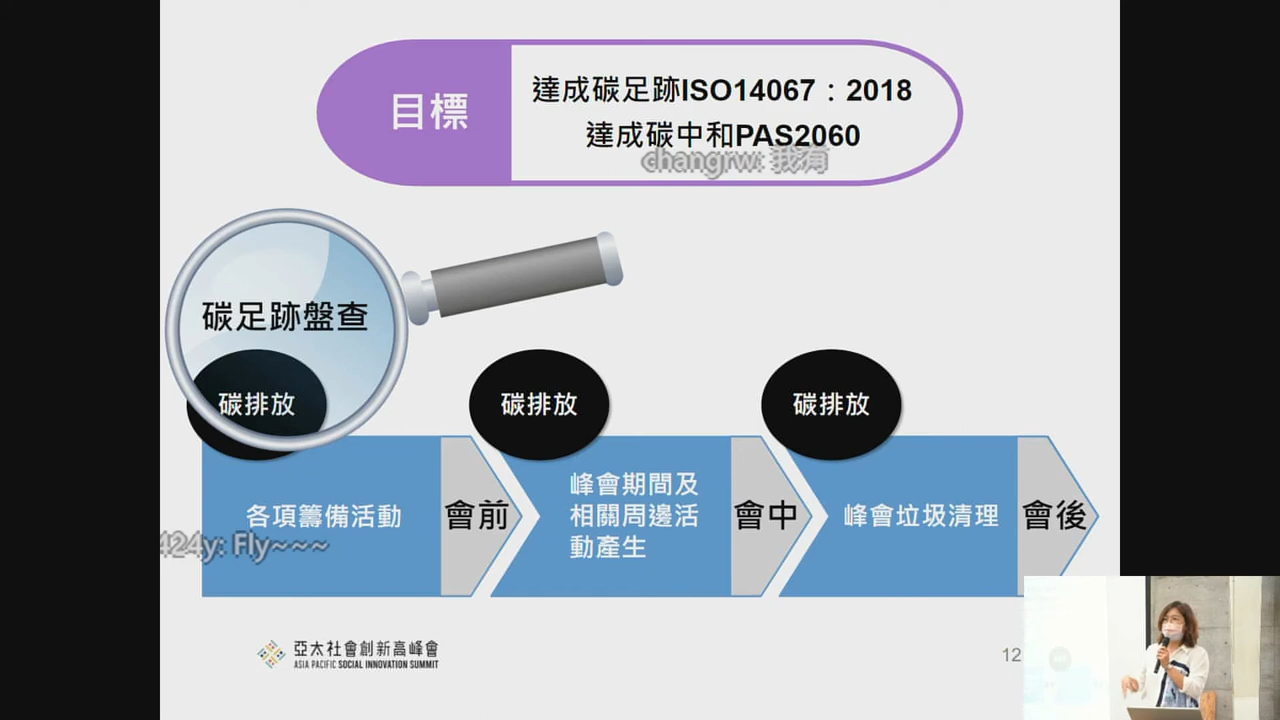 目標
達成碳足跡ISO14067：2018
達成碳中和PAS2060
changrw: 我有
碳足跡盤查
碳排放
碳排放
碳排放
各項籌備活動
會前
峰會期間及
相關周邊活
動產生
會中
峰會垃圾清理
會後
424y: Fly~~~
亞太社會創新高峰會
ASIA PACIFIC SOCIAL INNOVATION SUMMIT
12